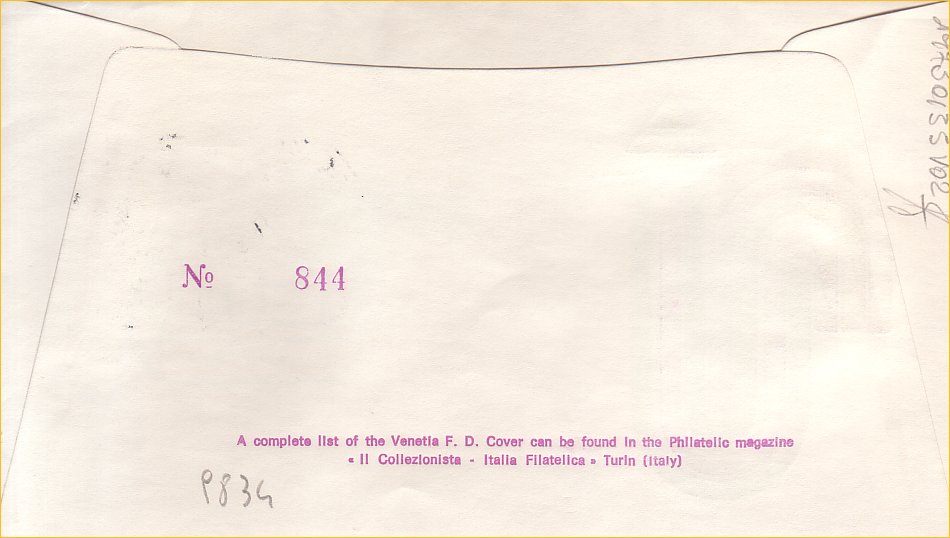 Nº 844
A complete list of the Venetia F. D. Cover can be found in the Philatelic magazine
« Il Collezionista - Italia Filatelica » Turin (Italy)
9834